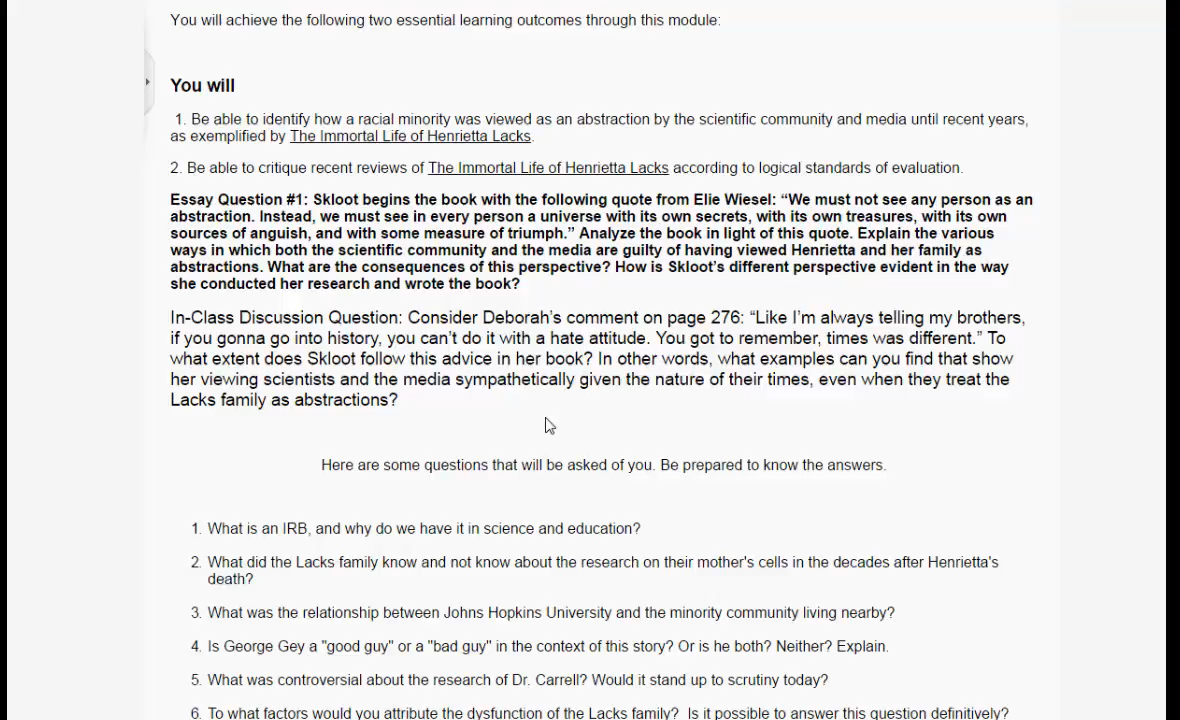 You will achieve the following two essential learning outcomes through this module:
You will
1. Be able to identify how a racial minority was viewed as an abstraction by the scientific community and media until recent years,
as exemplified by The Immortal Life of Henrietta Lacks.
2. Be able to critique recent reviews of The Immortal Life of Henrietta Lacks according to logical standards of evaluation.
Essay Question #1: Skloot begins the book with the following quote from Elie Wiesel: “We must not see any person as an
abstraction. Instead, we must see in every person a universe with its own secrets, with its own treasures, with its own
sources of anguish, and with some measure of triumph.” Analyze the book in light of this quote. Explain the various
ways in which both the scientific community and the media are guilty of having viewed Henrietta and her family as
abstractions. What are the consequences of this perspective? How is Skloot’s different perspective evident in the way
she conducted her research and wrote the book?
In-Class Discussion Question: Consider Deborah’s comment on page 276: “Like I’m always telling my brothers,
if you gonna go into history, you can’t do it with a hate attitude. You got to remember, times was different.” To
what extent does Skloot follow this advice in her book? In other words, what examples can you find that show
her viewing scientists and the media sympathetically given the nature of their times, even when they treat the
Lacks family as abstractions?
Here are some questions that will be asked of you. Be prepared to know the answers.
1. What is an IRB, and why do we have it in science and education?
2. What did the Lacks family know and not know about the research on their mother's cells in the decades after Henrietta's
death?
3. What was the relationship between Johns Hopkins University and the minority community living nearby?
4. Is George Gey a "good guy" or a "bad guy" in the context of this story? Or is he both? Neither? Explain.
5. What was controversial about the research of Dr. Carrell? Would it stand up to scrutiny today?
6. To what factors would you attribute the dysfunction of the Lacks family? Is it possible to answer this question definitively?